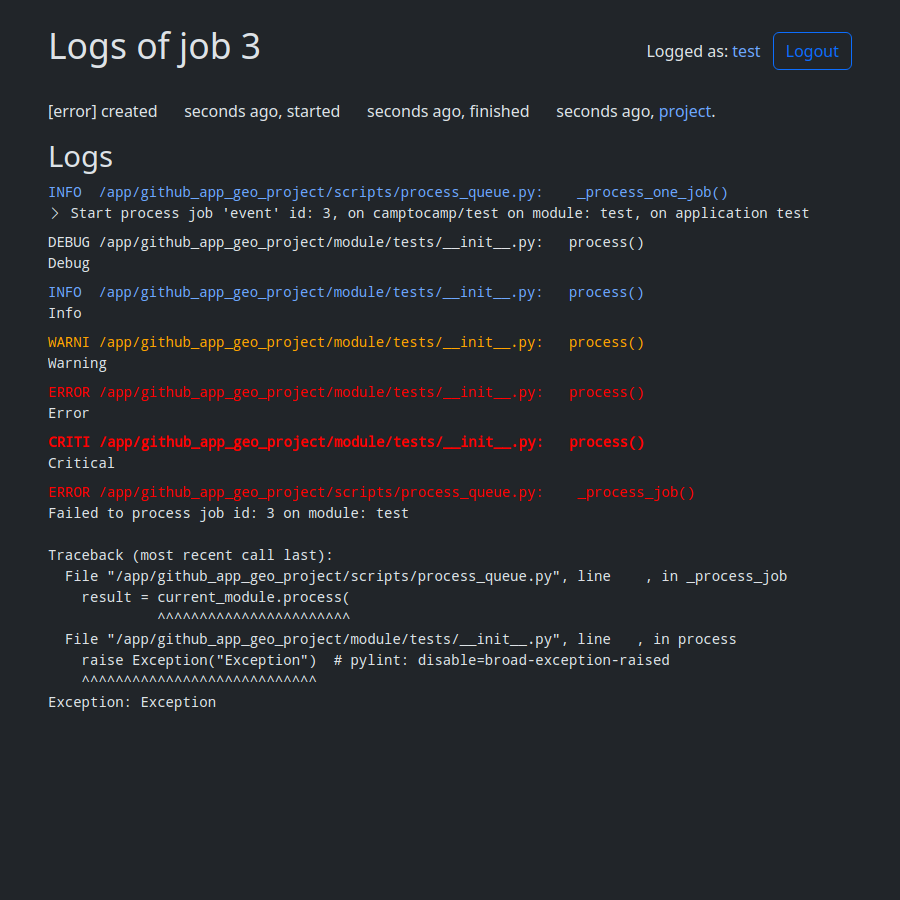 Logs of job 3
Logged as: test Logout
[error] created seconds ago, started seconds ago, finished seconds ago, project.
Logs
INFO  /app/github_app_geo_project/scripts/process_queue.py:    _process_one_job()
> Start process job 'event' id: 3, on camptocamp/test on module: test, on application test
DEBUG /app/github_app_geo_project/module/tests/__init__.py:   process()
Debug
INFO  /app/github_app_geo_project/module/tests/__init__.py:   process()
Info
WARNI /app/github_app_geo_project/module/tests/__init__.py:   process()
Warning
ERROR /app/github_app_geo_project/module/tests/__init__.py:   process()
Error
CRITI /app/github_app_geo_project/module/tests/__init__.py:   process()
Critical
ERROR /app/github_app_geo_project/scripts/process_queue.py:    _process_job()
Failed to process job id: 3 on module: test
Traceback (most recent call last):
  File "/app/github_app_geo_project/scripts/process_queue.py", line    , in _process_job
    result = current_module.process(
             ^^^^^^^^^^^^^^^^^^^^^^^
  File "/app/github_app_geo_project/module/tests/__init__.py", line   , in process
    raise Exception("Exception")  # pylint: disable=broad-exception-raised
    ^^^^^^^^^^^^^^^^^^^^^^^^^^^^
Exception: Exception